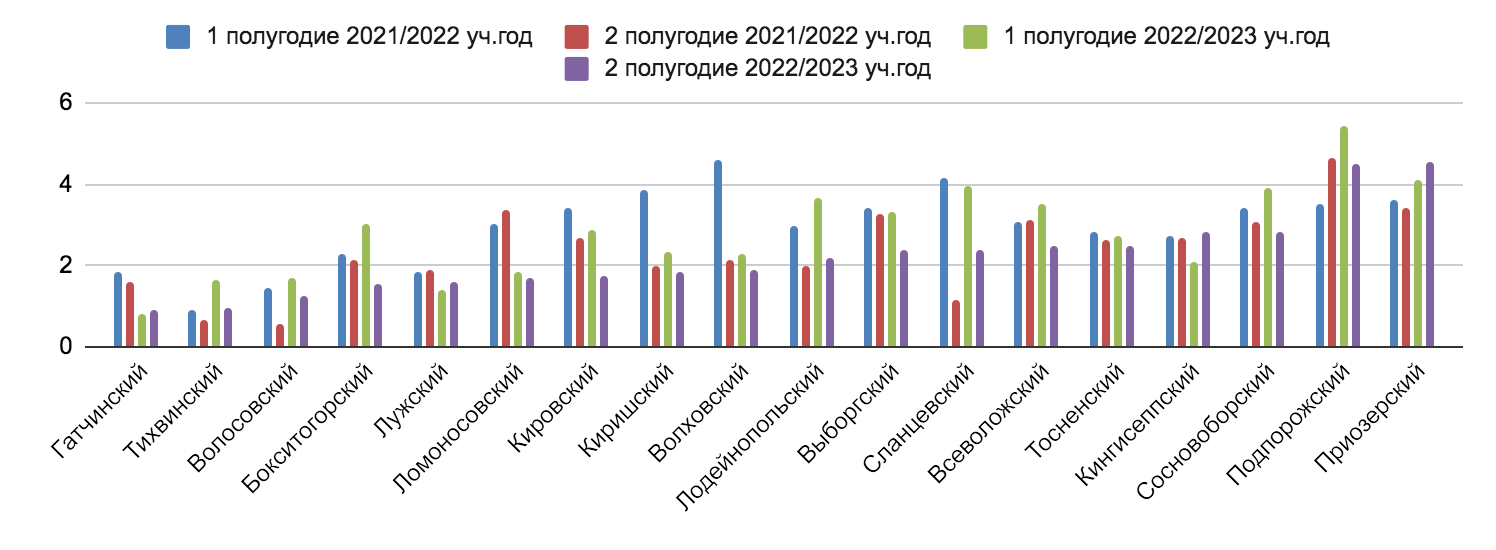 1 полугодие 2021/2022 уч.год
2 полугодие 2021/2022 уч.год
1 полугодие 2022/2023 уч.год
2 полугодие 2022/2023 уч.год
6
4
2
0
Гатчинский
Тихвинский
Волосовский
Бокситогорский
Лужский
Ломоносовский
Кировский
Киришский
Волховский
Лодейнопольский
Выборгский
Сланцевский
Всеволожский
Тосненский
Кингисеппский
Сосновоборский
Подпорожский
Приозерский